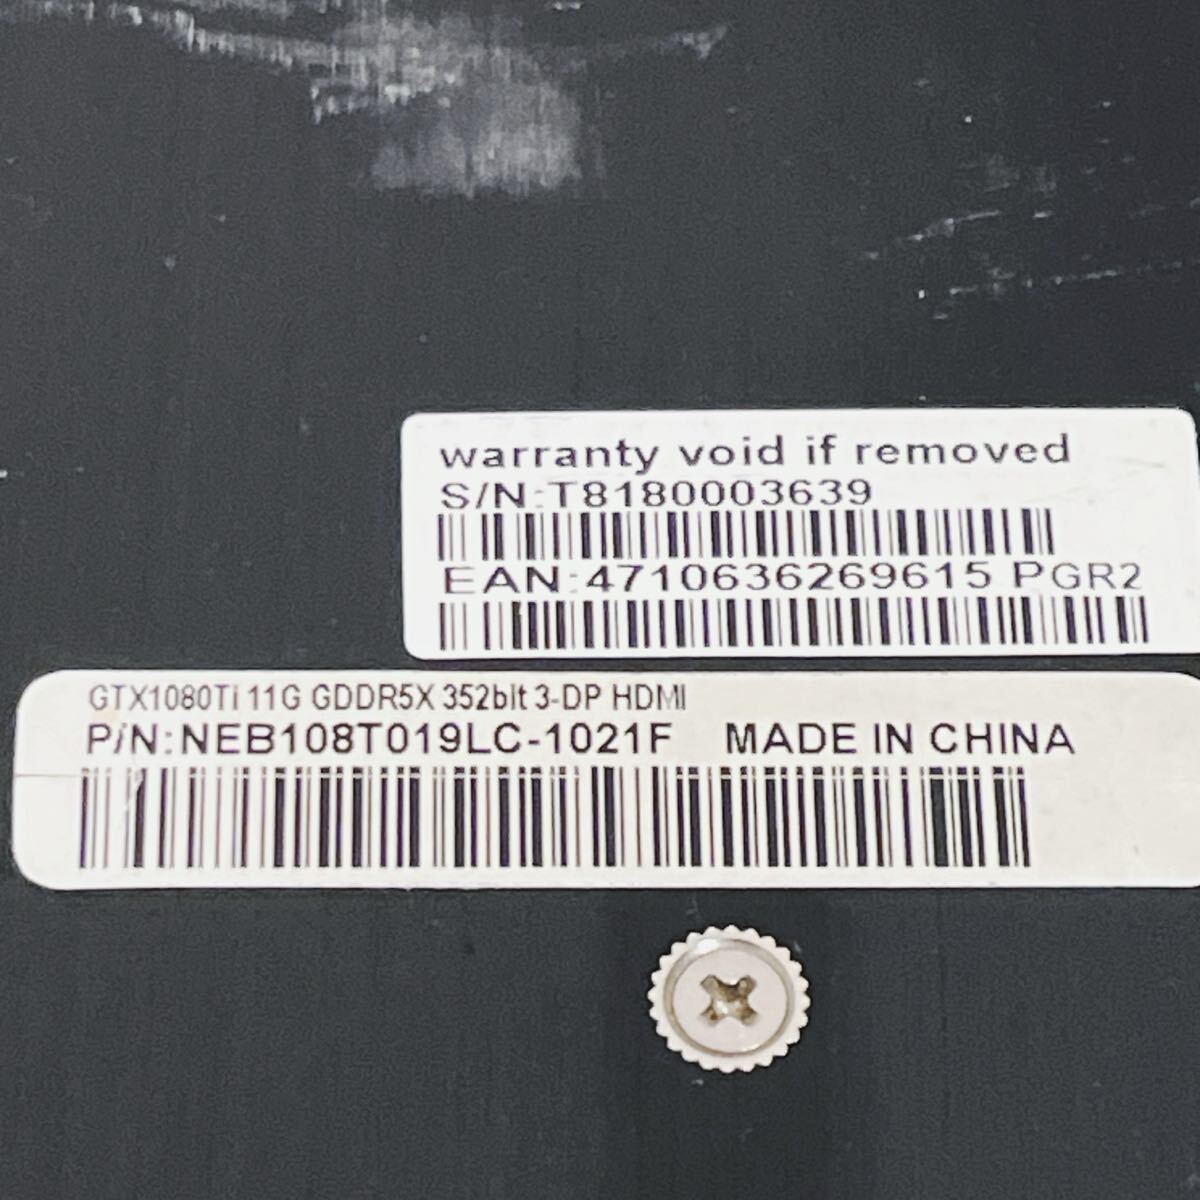 warranty void if removed
S/N:T8180003639
EAN:4710636269615 PGR2
GTX1080Ti 11G GDDR5X 352bit 3-DP HDMI
P/N:NEB108T019LC-1021F MADE IN CHINA